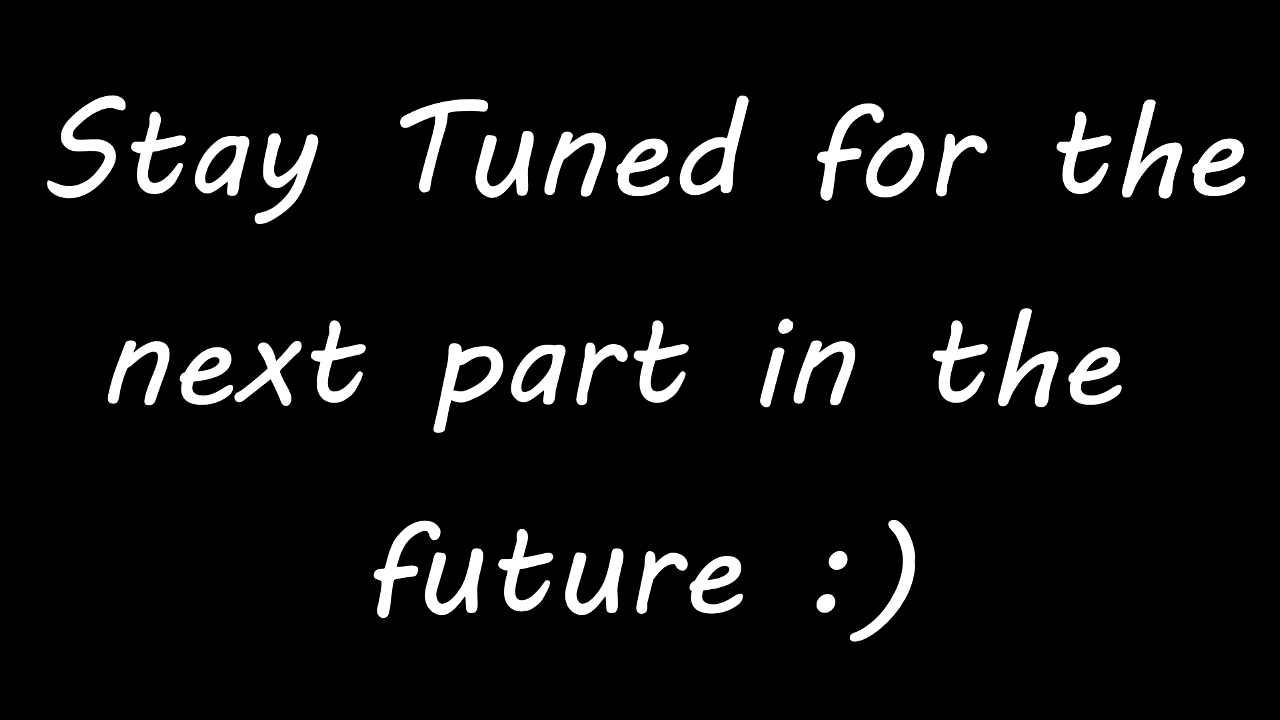 Stay Tuned for the
next part in the
future :)